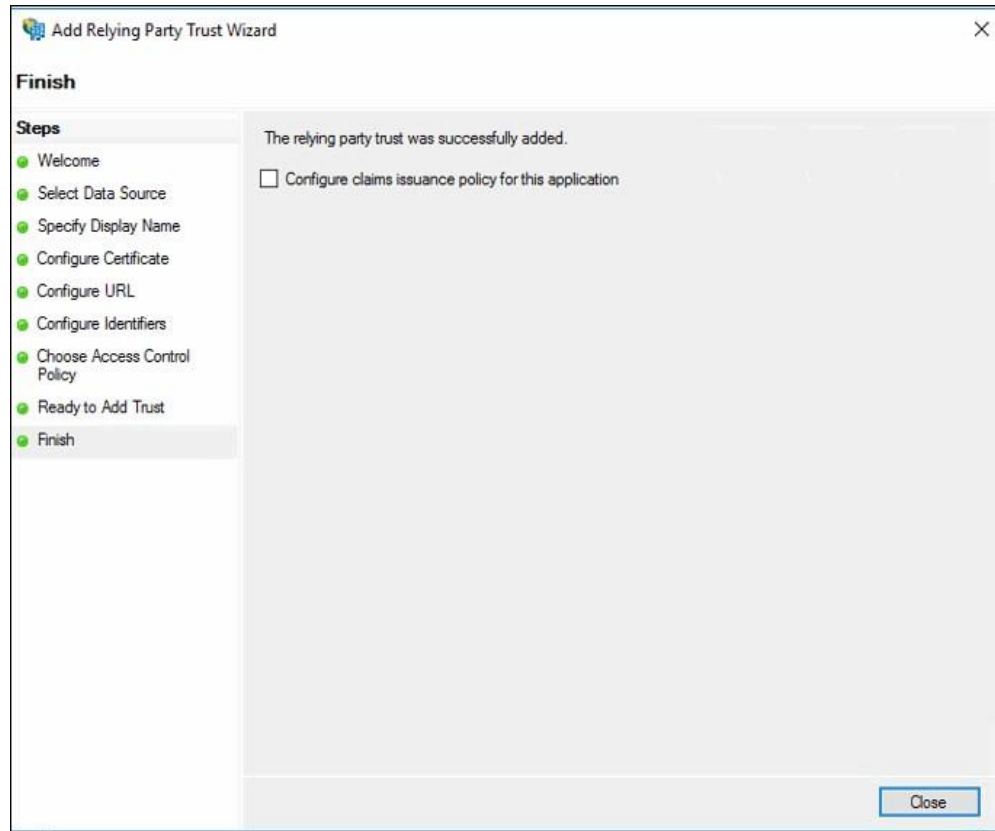 Add Relying Party Trust Wizard
Finish
Steps
Welcome
Select Data Source
Specify Display Name
Configure Certificate
Configure URL
Configure Identifiers
Choose Access Control
Policy
Ready to Add Trust
Finish
The relying party trust was successfully added.
Configure claims issuance policy for this application
Close